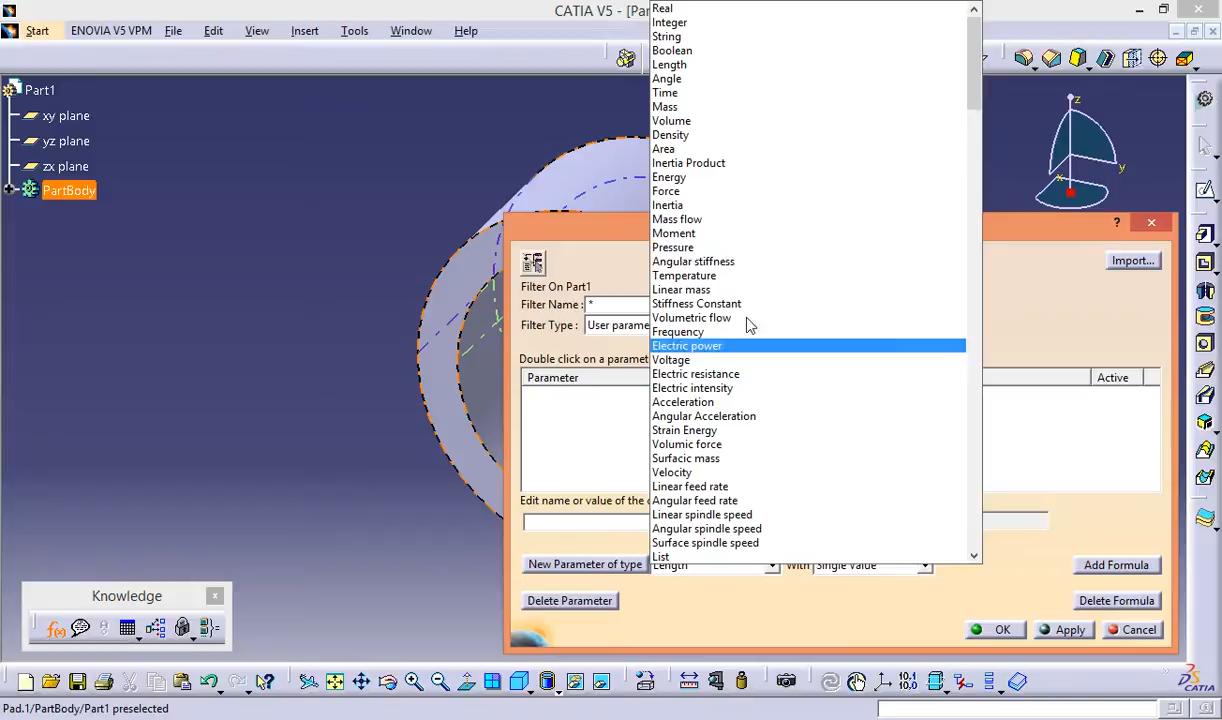 CATIA V5 - [Par
Start ENOVIA V5 VPM File Edit View Insert Tools Window Help
Part1
xy plane
yz plane
zx plane
PartBody
Real
Integer
String
Boolean
Length
Angle
Time
Mass
Volume
Density
Area
Inertia Product
Energy
Force
Inertia
Mass flow
Moment
Pressure
Angular stiffness
Temperature
Linear mass
Stiffness Constant
Volumetric flow
Frequency
Electric power
Voltage
Electric resistance
Electric intensity
Acceleration
Angular Acceleration
Strain Energy
Volumic force
Surfacic mass
Velocity
Linear feed rate
Angular feed rate
Linear spindle speed
Angular spindle speed
Surface spindle speed
List
z
y
x
? x
Import...
Filter On Part1
Filter Name : *
Filter Type : User parame
Double click on a paramet
Parameter Active
Edit name or value of the c
New Parameter of type Length With Single Value Add Formula
Delete Parameter Delete Formula
OK Apply Cancel
Knowledge x
f(x)
10,1
10,0
Pad.1/PartBody/Part1 preselected
CATIA